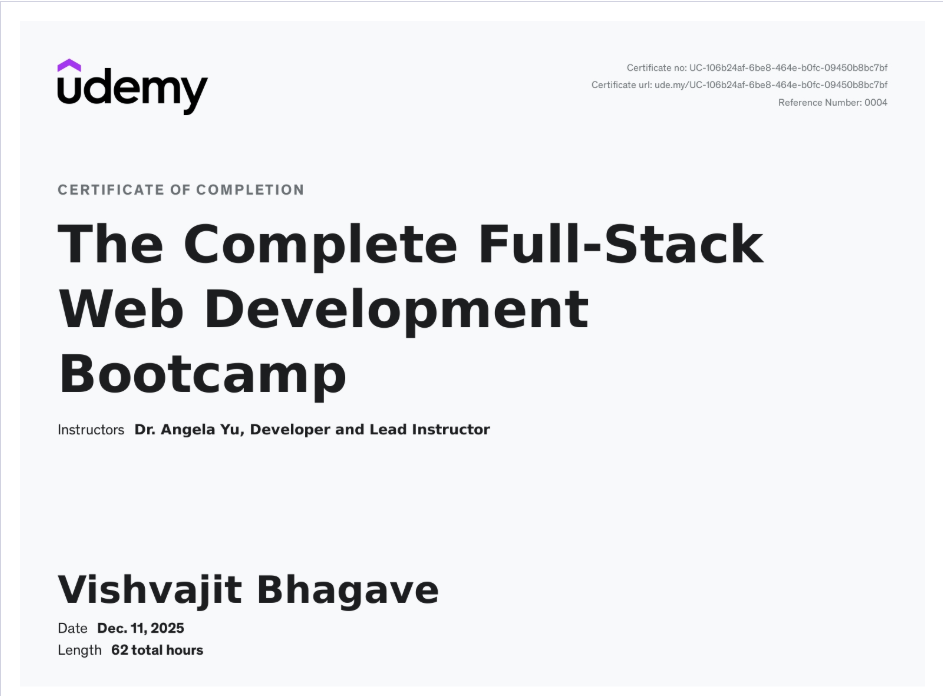 udemy
Certificate no: UC-106b24af-6be8-464e-b0fc-09450b8bc7bf
Certificate url: ude.my/UC-106b24af-6be8-464e-b0fc-09450b8bc7bf
Reference Number: 0004
CERTIFICATE OF COMPLETION
The Complete Full-Stack
Web Development
Bootcamp
Instructors Dr. Angela Yu, Developer and Lead Instructor
Vishvajit Bhagave
Date Dec. 11, 2025
Length 62 total hours